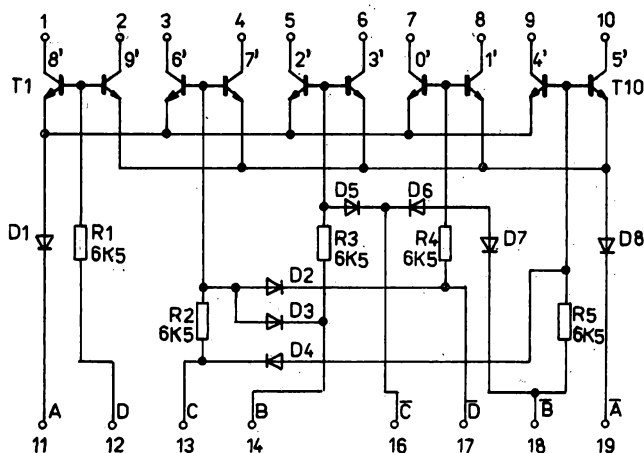 1 2 3 4 5 6 7 8 9 10
8' 9' 6' 7' 2' 3' 0' 1' 4' 5'
T1 T10
D5 D6
D1 R1 6K5 R3 6K5 R4 6K5 D7 D8
D2
R2 6K5 D3 R5 6K5
D4
A D C B C̅ D̅ B̅ A̅
11 12 13 14 16 17 18 19